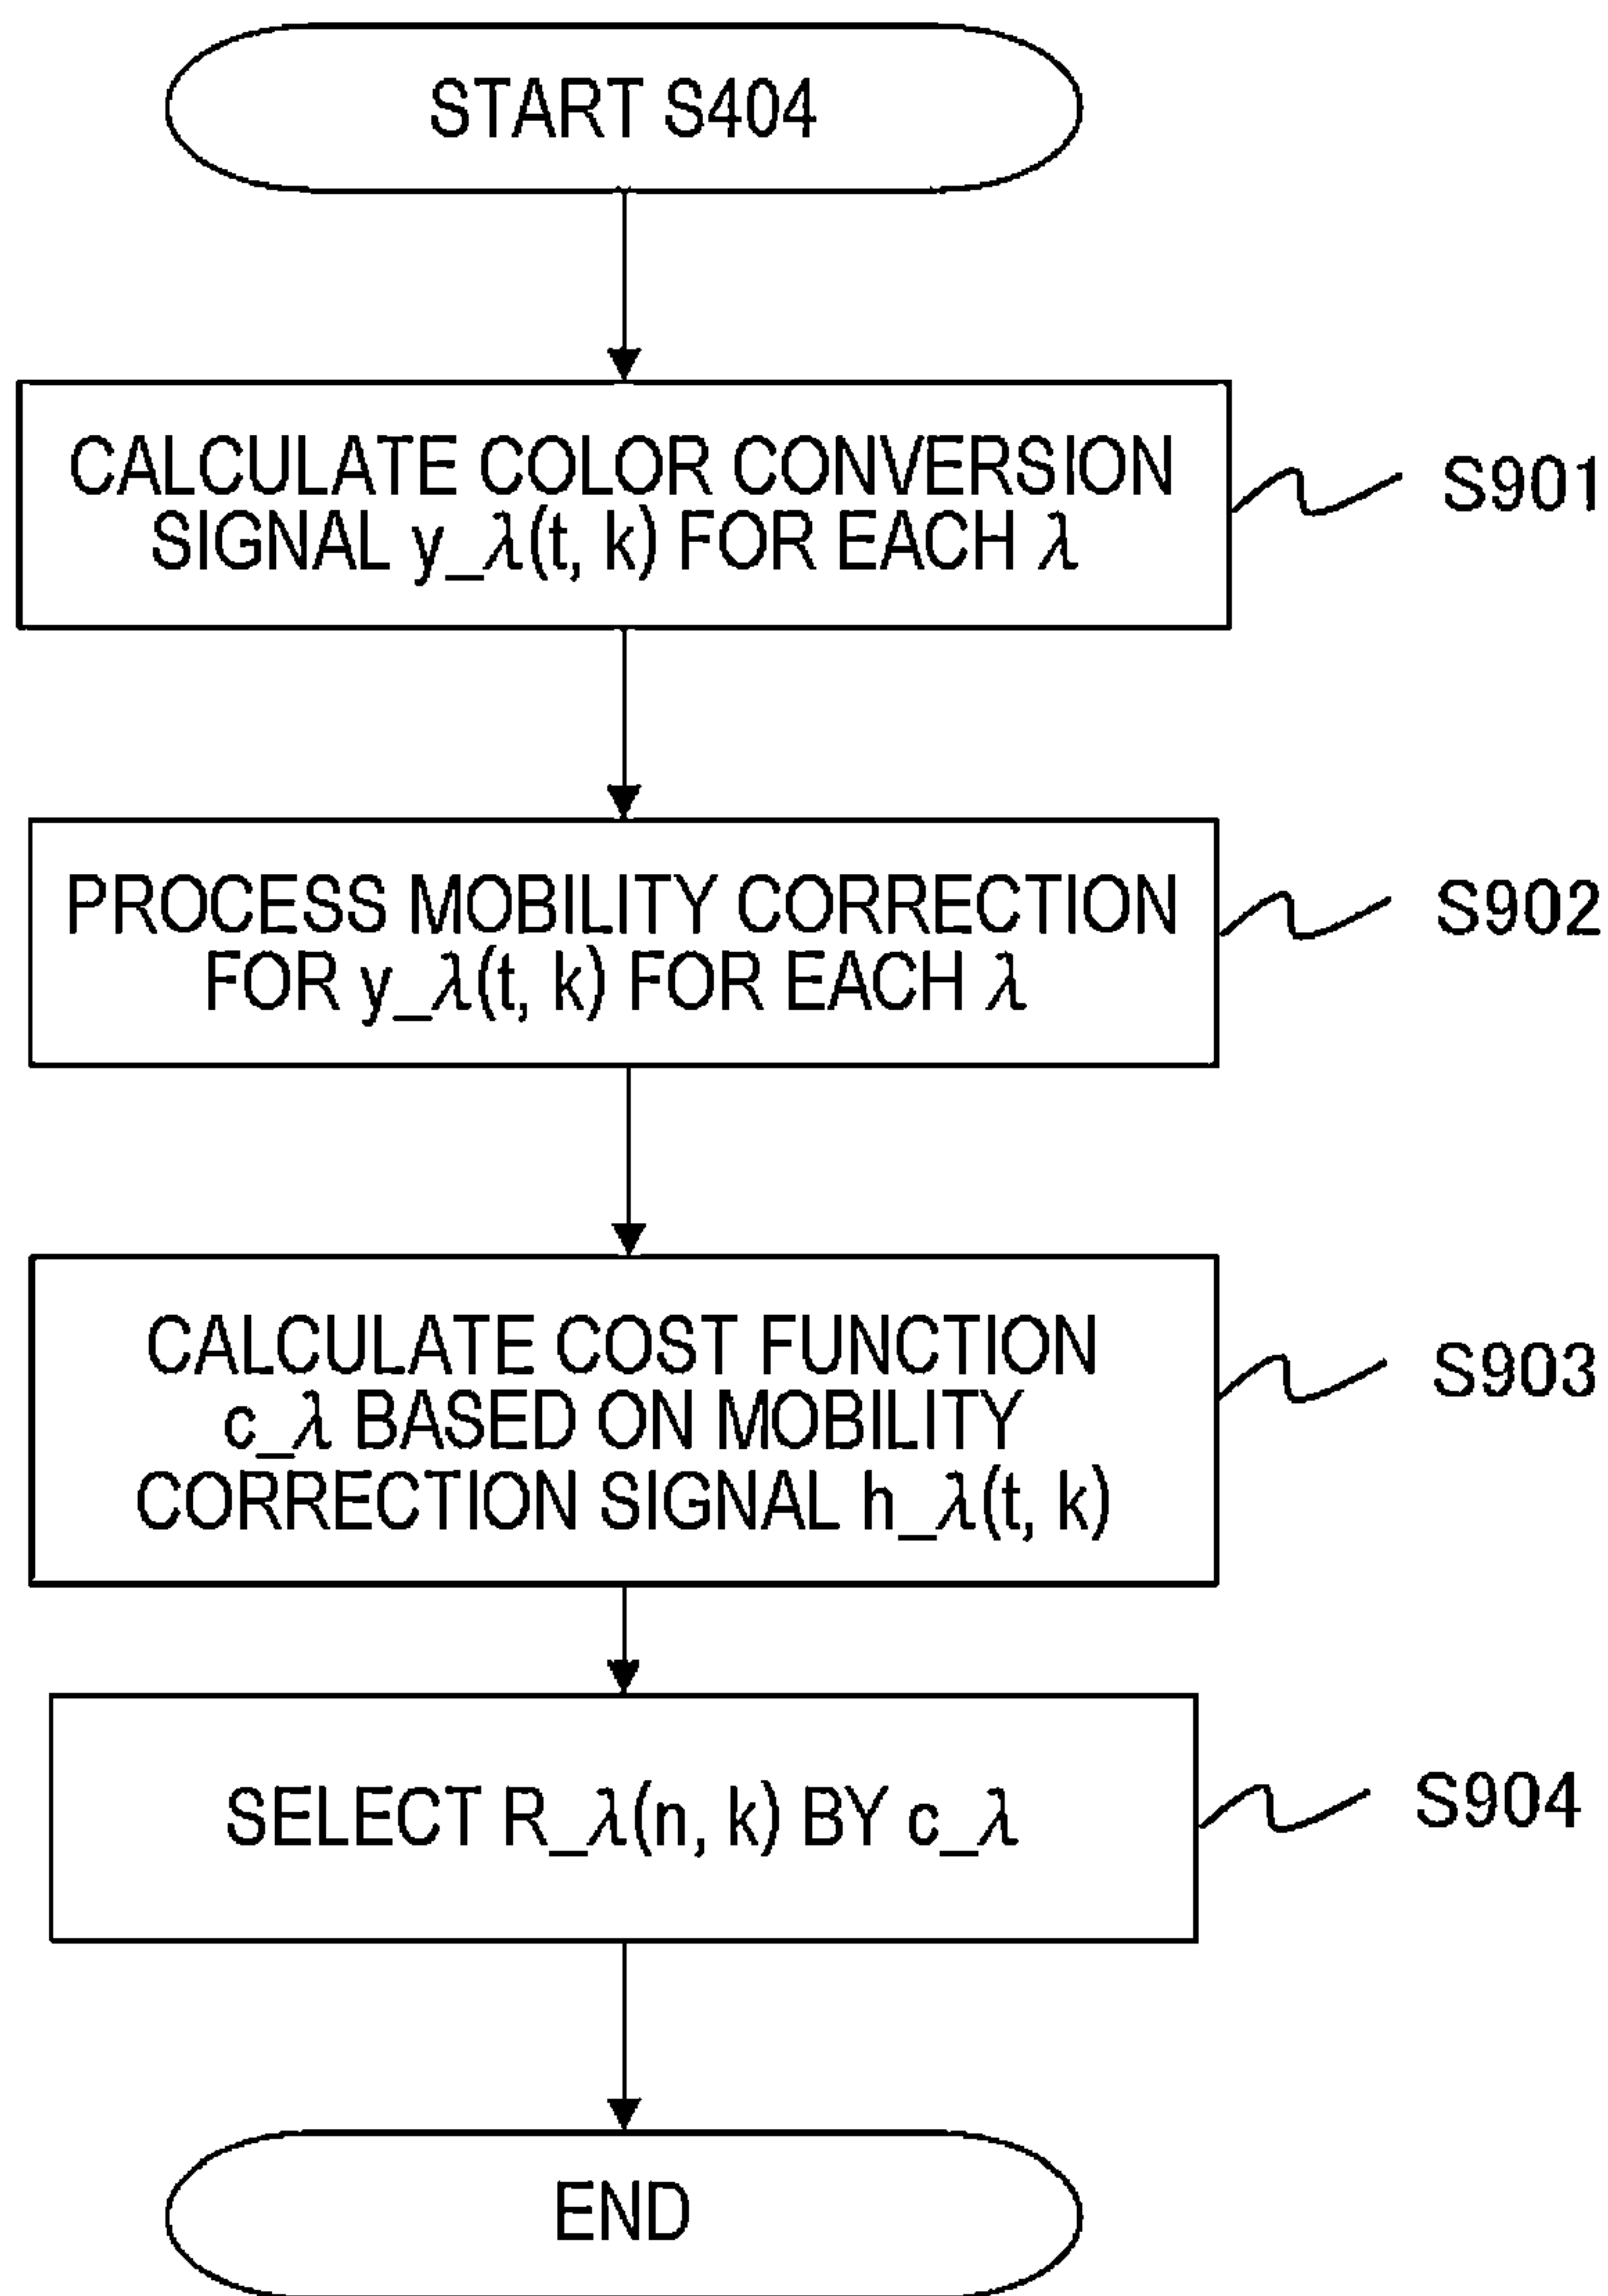 START S404
CALCULATE COLOR CONVERSION
SIGNAL y_λ(t, k) FOR EACH λ
S901
PROCESS MOBILITY CORRECTION
FOR y_λ(t, k) FOR EACH λ
S902
CALCULATE COST FUNCTION
c_λ BASED ON MOBILITY
CORRECTION SIGNAL h_λ(t, k)
S903
SELECT R_λ(n, k) BY c_λ
S904
END